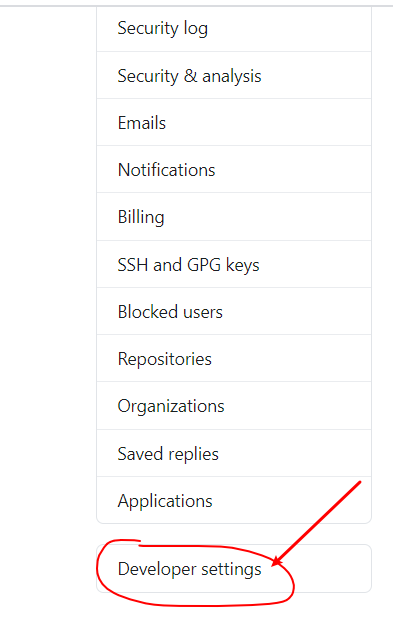 Security log
Security & analysis
Emails
Notifications
Billing
SSH and GPG keys
Blocked users
Repositories
Organizations
Saved replies
Applications
Developer settings